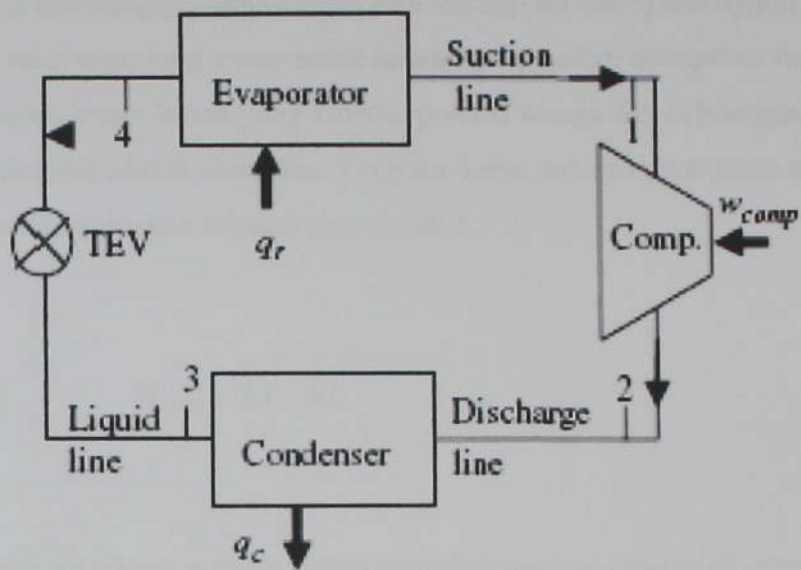 Evaporator
Suction
line
4
1
w_comp
TEV
q_r
Comp.
3
2
Liquid
line
Discharge
line
Condenser
q_c